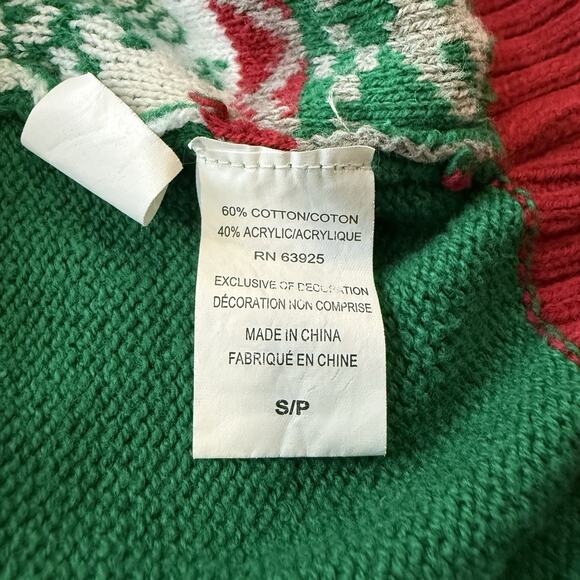 60% COTTON/COTON
40% ACRYLIC/ACRYLIQUE
RN 63925
EXCLUSIVE OF DECORATION
DÉCORATION NON COMPRISE
MADE IN CHINA
FABRIQUÉ EN CHINE
S/P